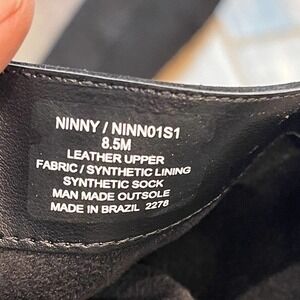 NINNY / NINN01S1
8.5M
LEATHER UPPER
FABRIC / SYNTHETIC LINING
SYNTHETIC SOCK
MAN MADE OUTSOLE
MADE IN BRAZIL 2278